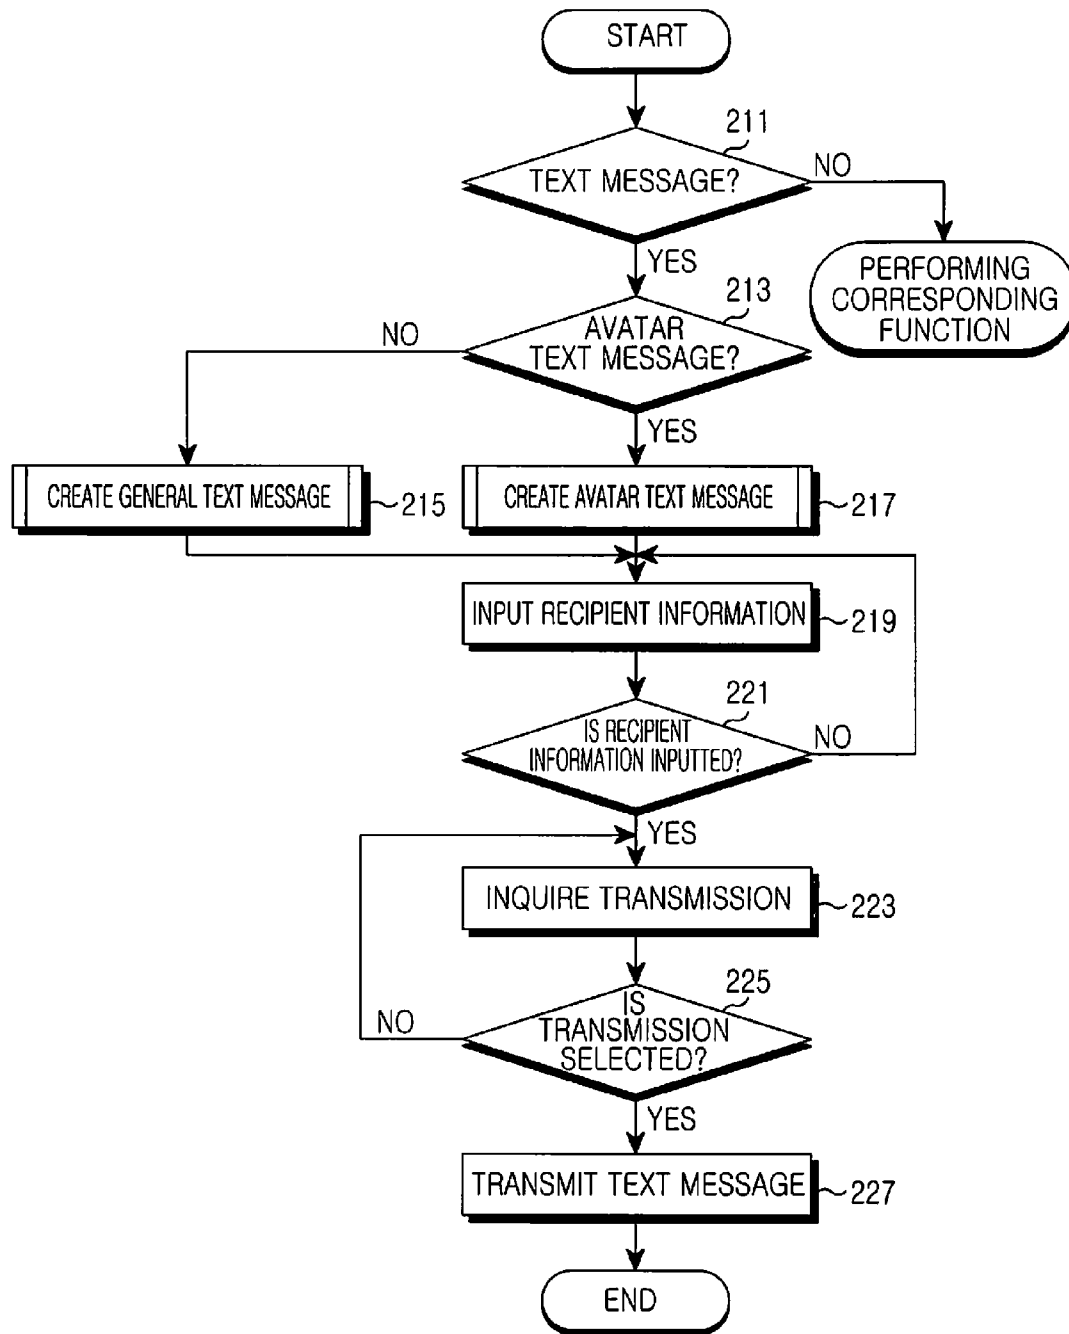 START
211
TEXT MESSAGE?
NO
YES
PERFORMING
CORRESPONDING
FUNCTION
213
AVATAR
TEXT MESSAGE?
NO
YES
CREATE GENERAL TEXT MESSAGE
215
CREATE AVATAR TEXT MESSAGE
217
INPUT RECIPIENT INFORMATION
219
221
IS RECIPIENT
INFORMATION INPUTTED?
NO
YES
INQUIRE TRANSMISSION
223
225
IS
TRANSMISSION
SELECTED?
NO
YES
TRANSMIT TEXT MESSAGE
227
END